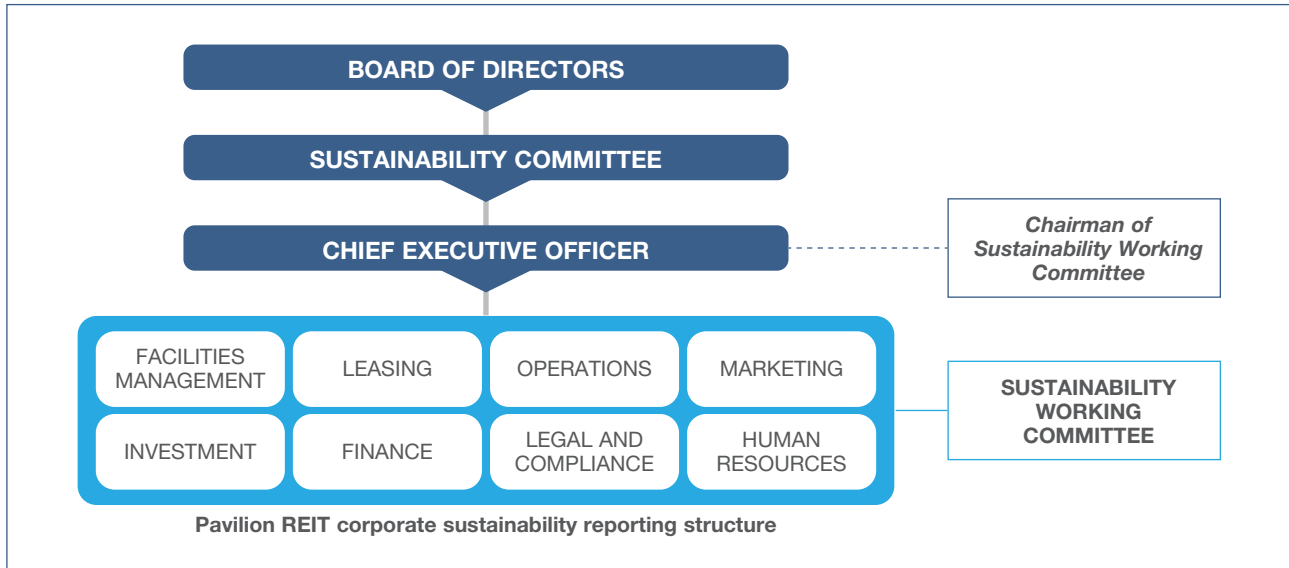 BOARD OF DIRECTORS
SUSTAINABILITY COMMITTEE
CHIEF EXECUTIVE OFFICER
Chairman of
Sustainability Working
Committee
FACILITIES
MANAGEMENT
LEASING
OPERATIONS
MARKETING
INVESTMENT
FINANCE
LEGAL AND
COMPLIANCE
HUMAN
RESOURCES
SUSTAINABILITY
WORKING
COMMITTEE
Pavilion REIT corporate sustainability reporting structure